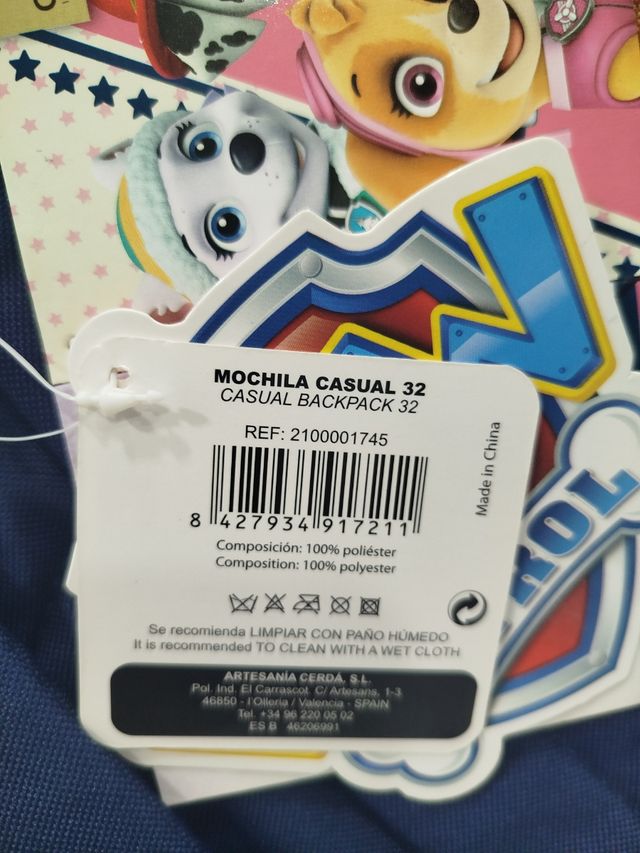 MOCHILA CASUAL 32
CASUAL BACKPACK 32
REF: 2100001745
8 427934 917211
Made in China
Composición: 100% poliéster
Composition: 100% polyester
Se recomienda LIMPIAR CON PAÑO HÚMEDO
It is recommended TO CLEAN WITH A WET CLOTH
ARTESANÍA CERDÁ, S.L.
Pol. Ind. El Carrascot. C/ Artesans, 1-3
46850 - l'Olleria / Valencia - SPAIN
Tel. +34 96 220 05 02
ES B 46206991
W
ROL